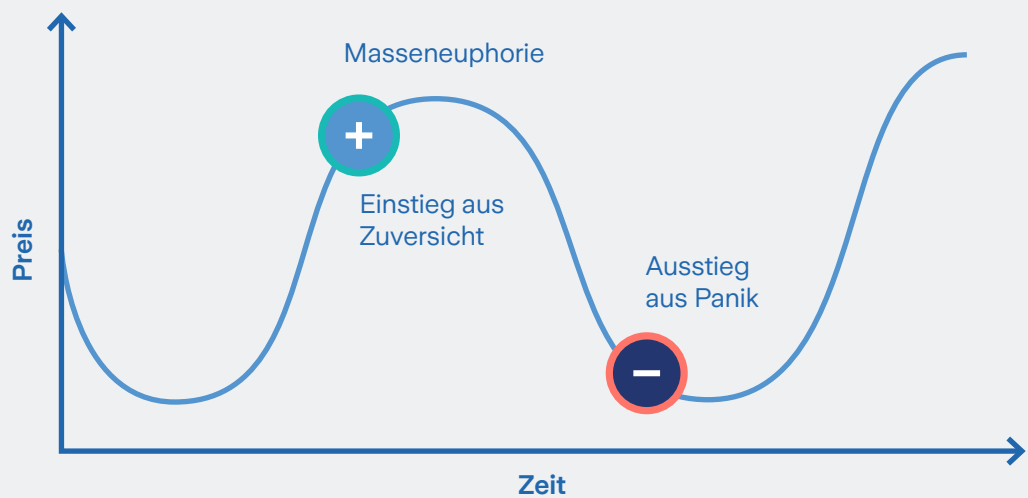 Masseneuphorie
+
Einstieg aus
Zuversicht
Ausstieg
aus Panik
−
Preis
Zeit